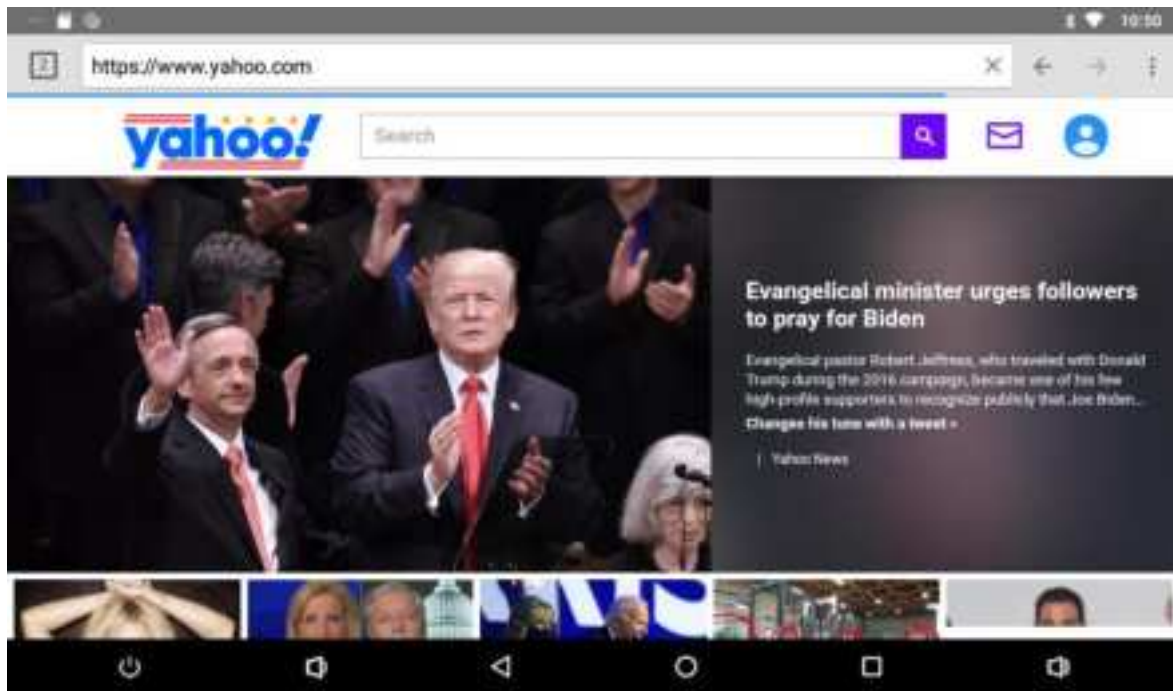 10:50
2
https://www.yahoo.com
yahoo!
Search
Evangelical minister urges followers
to pray for Biden
Evangelical pastor Robert Jeffress, who traveled with Donald
Trump during the 2016 campaign, became one of his few
high-profile supporters to recognize publicly that Joe Biden...
Changes his tune with a tweet »
| Yahoo News